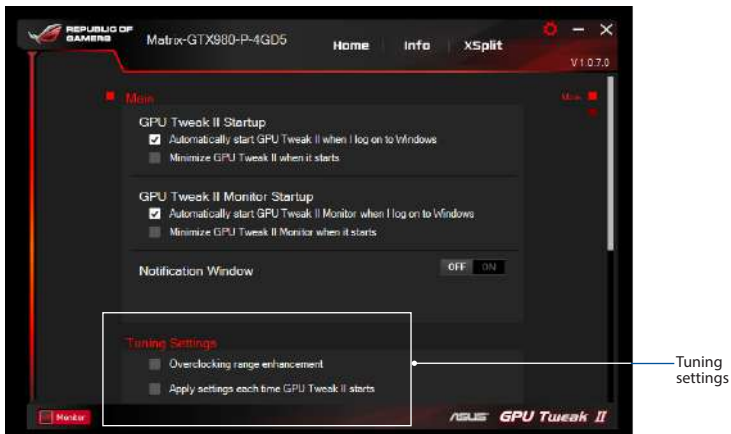 REPUBLIC OF
GAMERS
Matrix-GTX980-P-4GD5
Home
Info
XSplit
V 1.0.7.0
Main
Main
GPU Tweak II Startup
Automatically start GPU Tweak II when I log on to Windows
Minimize GPU Tweak II when it starts
GPU Tweak II Monitor Startup
Automatically start GPU Tweak II Monitor when I log on to Windows
Minimize GPU Tweak II Monitor when it starts
Notification Window
OFF ON
Tuning Settings
Overclocking range enhancement
Apply settings each time GPU Tweak II starts
Tuning
settings
Monitor
ASUS GPU Tweak II